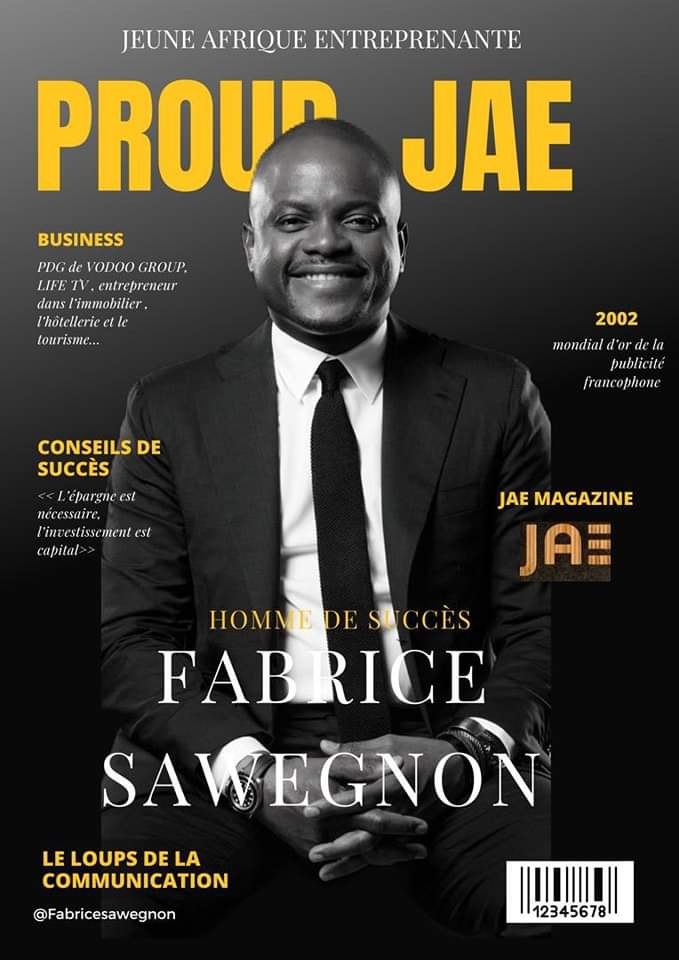 JEUNE AFRIQUE ENTREPRENANTE
PROUD JAE
BUSINESS
PDG de VODOO GROUP,
LIFE TV , entrepreneur
dans l'immobilier ,
l'hôtellerie et le
tourisme...
2002
mondial d'or de la
publicité
francophone
CONSEILS DE
SUCCÈS
<< L'épargne est
nécessaire,
l'investissement est
capital>>
JAE MAGAZINE
JAE
HOMME DE SUCCÈS
FABRICE
SAWEGNON
LE LOUPS DE LA
COMMUNICATION
@Fabricesawegnon
12345678